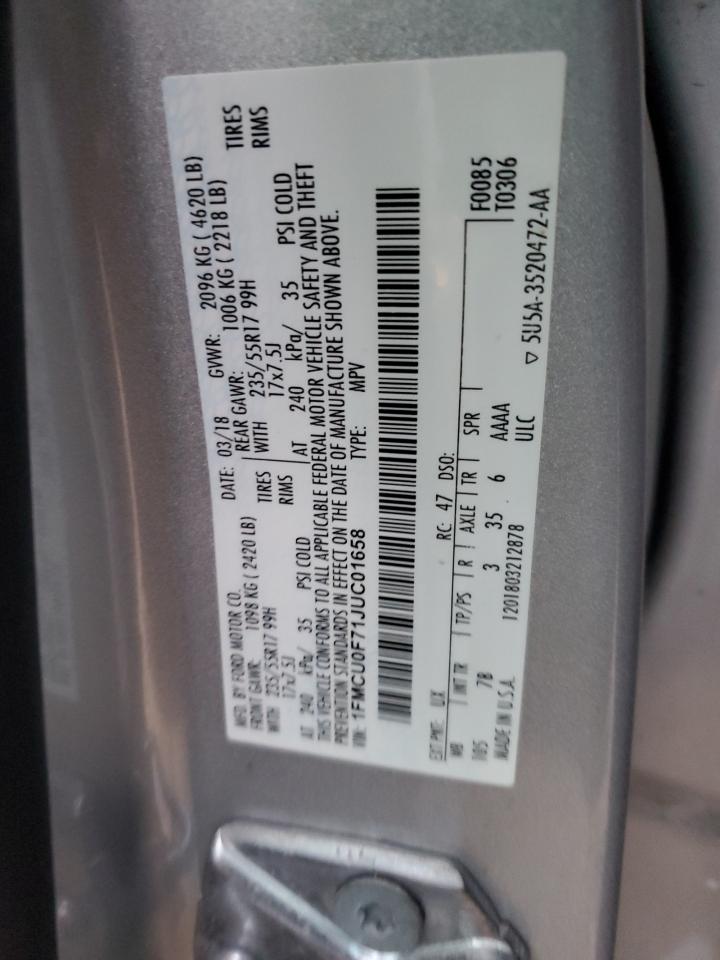 MFD. BY FORD MOTOR CO.
DATE: 03/18 GVWR: 2096 KG ( 4620 LB)
FRONT GAWR: 1098 KG ( 2420 LB) REAR GAWR: 1006 KG ( 2218 LB)
WITH 235/55R17 99H TIRES WITH 235/55R17 99H TIRES
17x7.5J RIMS 17x7.5J RIMS
AT 240 kPa/ 35 PSI COLD AT 240 kPa/ 35 PSI COLD
THIS VEHICLE CONFORMS TO ALL APPLICABLE FEDERAL MOTOR VEHICLE SAFETY AND THEFT
PREVENTION STANDARDS IN EFFECT ON THE DATE OF MANUFACTURE SHOWN ABOVE.
VIN: 1FMCU0F71JUC01658 TYPE: MPV
EXT PNT: UX RC: 47 DSO: F0085
WB INT TR TP/PS R AXLE TR SPR T0306
105 7B 3 35 6 AAAA
MADE IN U.S.A. 1201803212878 ULC ▽ 5U5A-3520472-AA